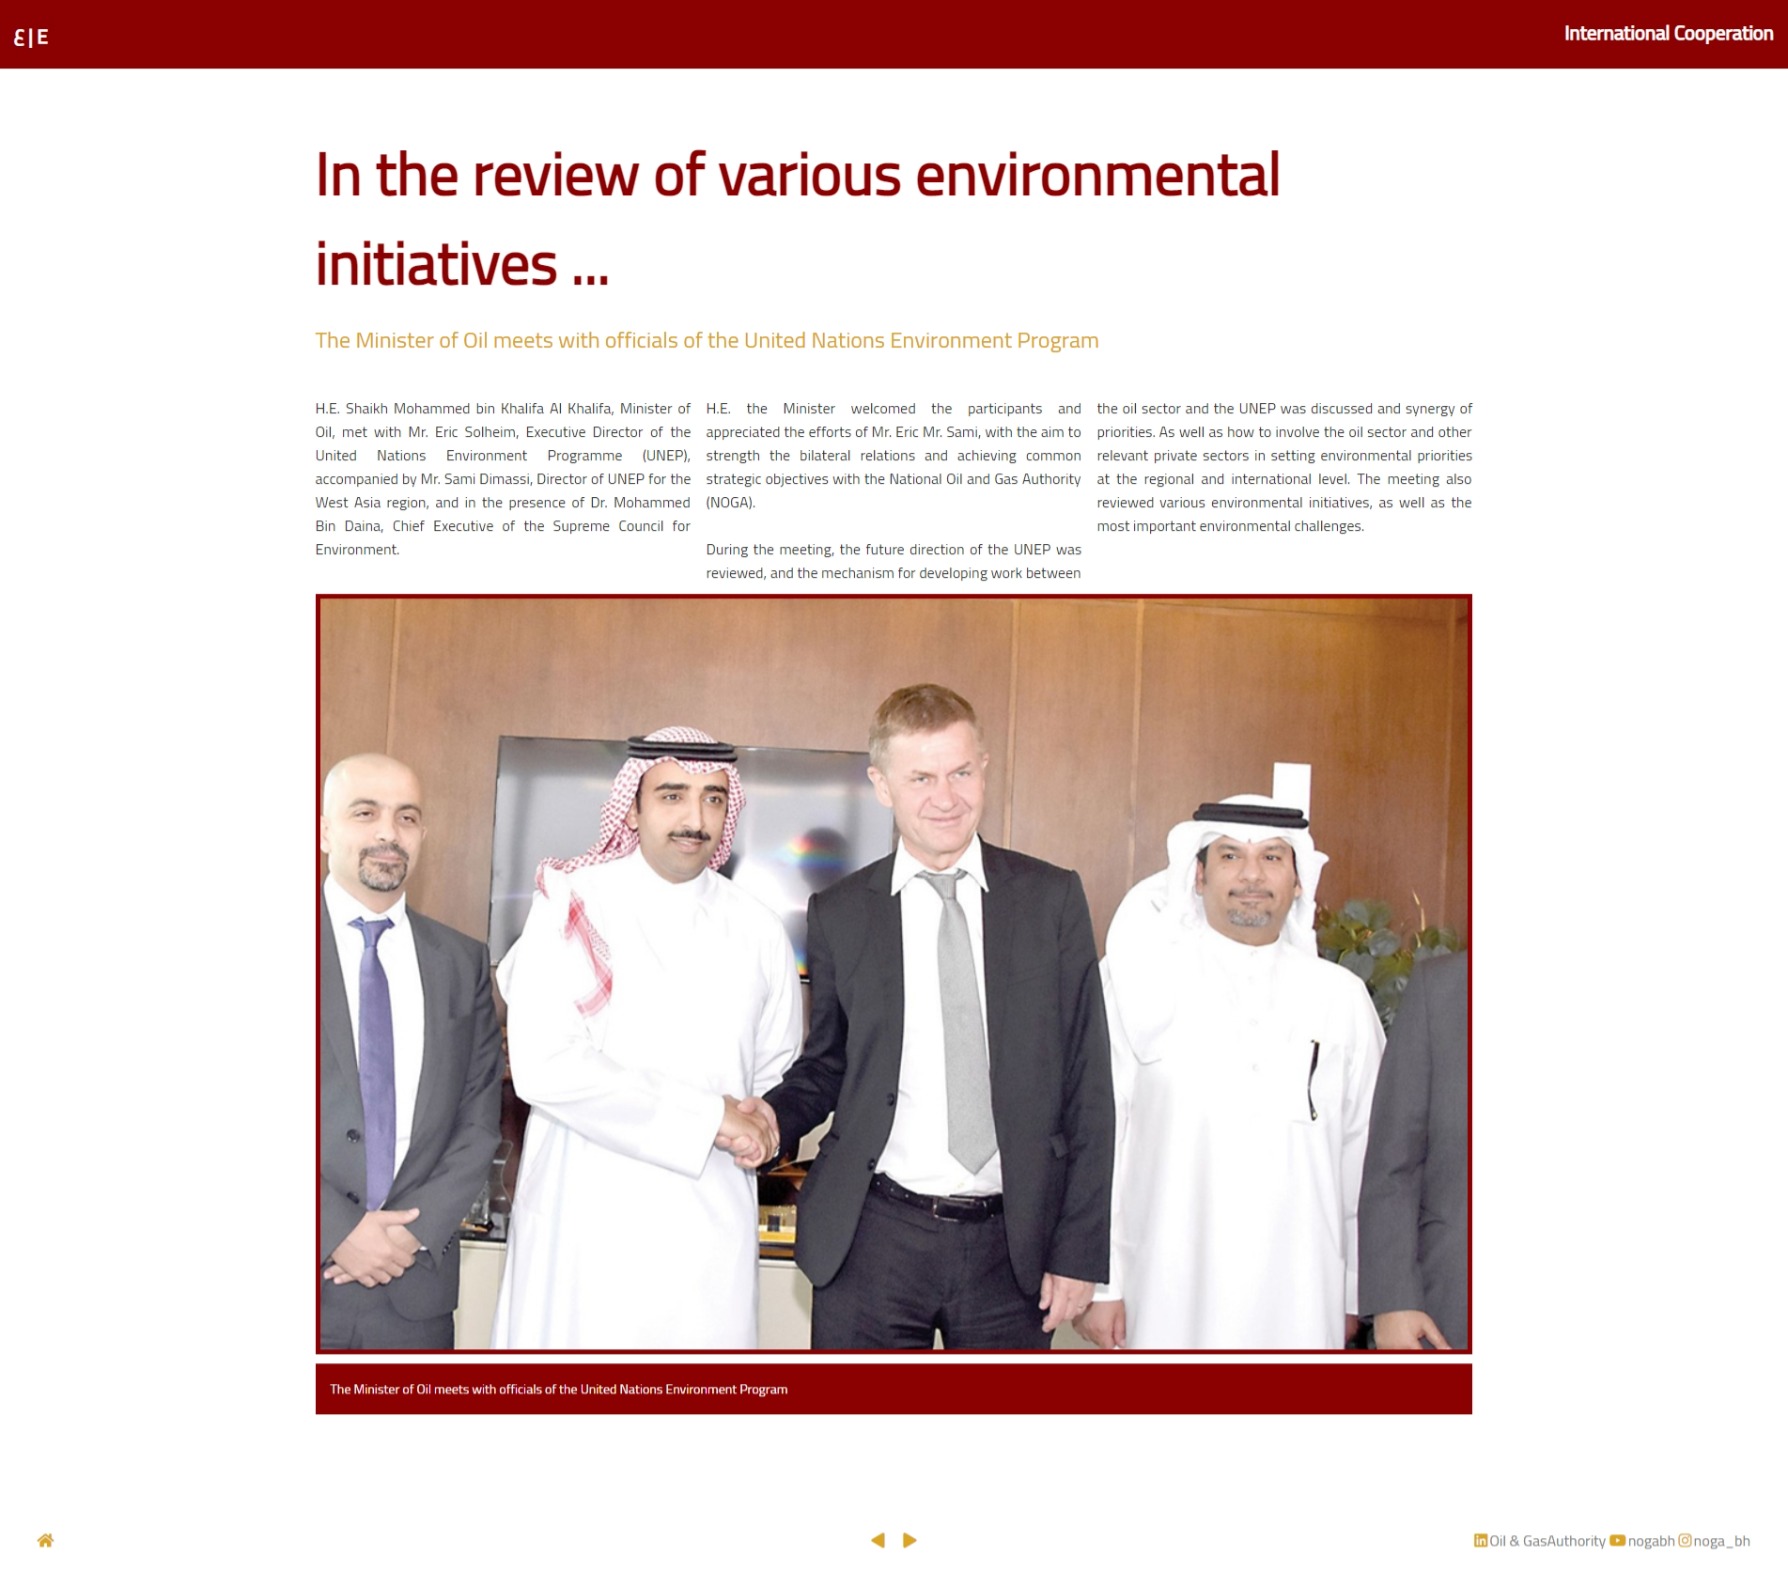 ع|E
International Cooperation
In the review of various environmental
initiatives ...
The Minister of Oil meets with officials of the United Nations Environment Program
H.E. Shaikh Mohammed bin Khalifa Al Khalifa, Minister of
Oil, met with Mr. Eric Solheim, Executive Director of the
United Nations Environment Programme (UNEP),
accompanied by Mr. Sami Dimassi, Director of UNEP for the
West Asia region, and in the presence of Dr. Mohammed
Bin Daina, Chief Executive of the Supreme Council for
Environment.
H.E. the Minister welcomed the participants and
appreciated the efforts of Mr. Eric Mr. Sami, with the aim to
strength the bilateral relations and achieving common
strategic objectives with the National Oil and Gas Authority
(NOGA).
During the meeting, the future direction of the UNEP was
reviewed, and the mechanism for developing work between
the oil sector and the UNEP was discussed and synergy of
priorities. As well as how to involve the oil sector and other
relevant private sectors in setting environmental priorities
at the regional and international level. The meeting also
reviewed various environmental initiatives, as well as the
most important environmental challenges.
The Minister of Oil meets with officials of the United Nations Environment Program
Oil & GasAuthority nogabh noga_bh